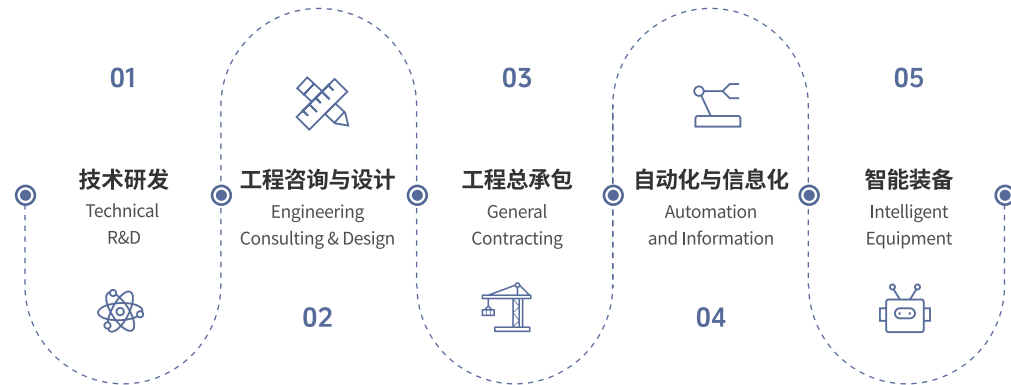 01
技术研发
Technical
R&D
工程咨询与设计
Engineering
Consulting & Design
02
03
工程总承包
General
Contracting
自动化与信息化
Automation
and Information
04
05
智能装备
Intelligent
Equipment